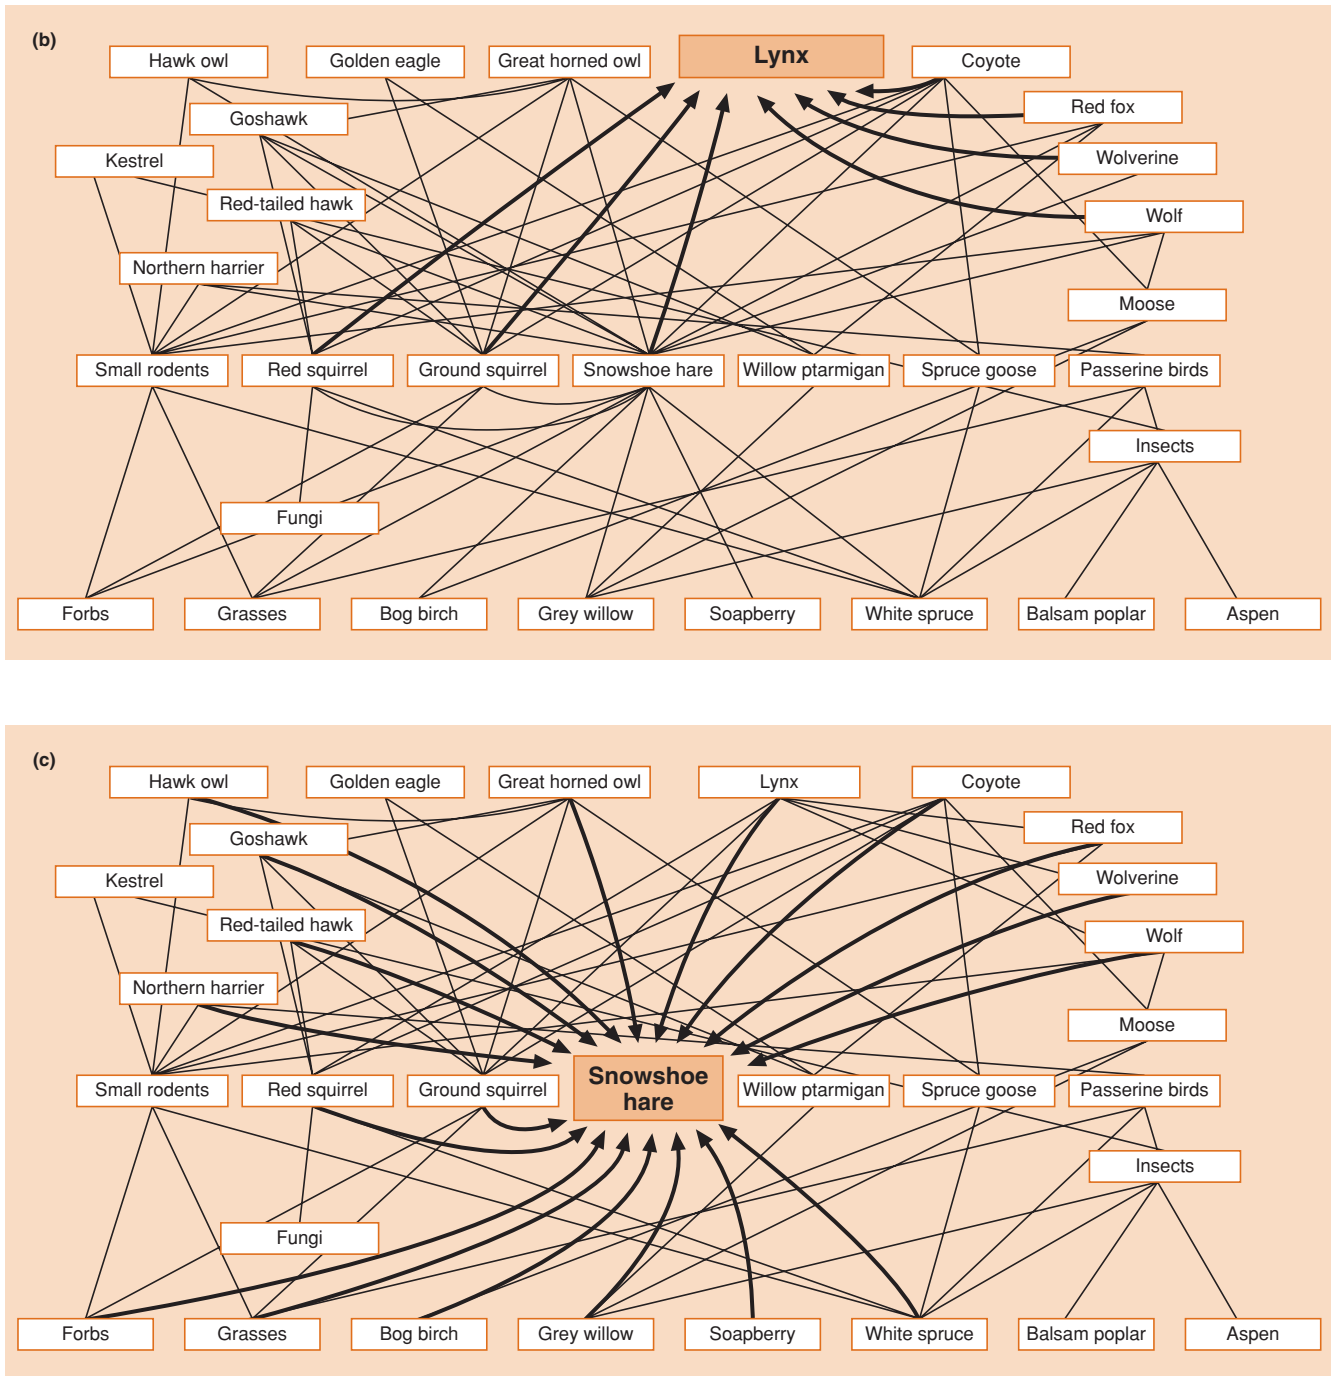 (b)
Hawk owl
Golden eagle
Great horned owl
Lynx
Coyote
Goshawk
Red fox
Kestrel
Wolverine
Red-tailed hawk
Wolf
Northern harrier
Moose
Small rodents
Red squirrel
Ground squirrel
Snowshoe hare
Willow ptarmigan
Spruce goose
Passerine birds
Insects
Fungi
Forbs
Grasses
Bog birch
Grey willow
Soapberry
White spruce
Balsam poplar
Aspen
(c)
Hawk owl
Golden eagle
Great horned owl
Lynx
Coyote
Goshawk
Red fox
Kestrel
Wolverine
Red-tailed hawk
Wolf
Northern harrier
Moose
Small rodents
Red squirrel
Ground squirrel
Snowshoe
hare
Willow ptarmigan
Spruce goose
Passerine birds
Insects
Fungi
Forbs
Grasses
Bog birch
Grey willow
Soapberry
White spruce
Balsam poplar
Aspen